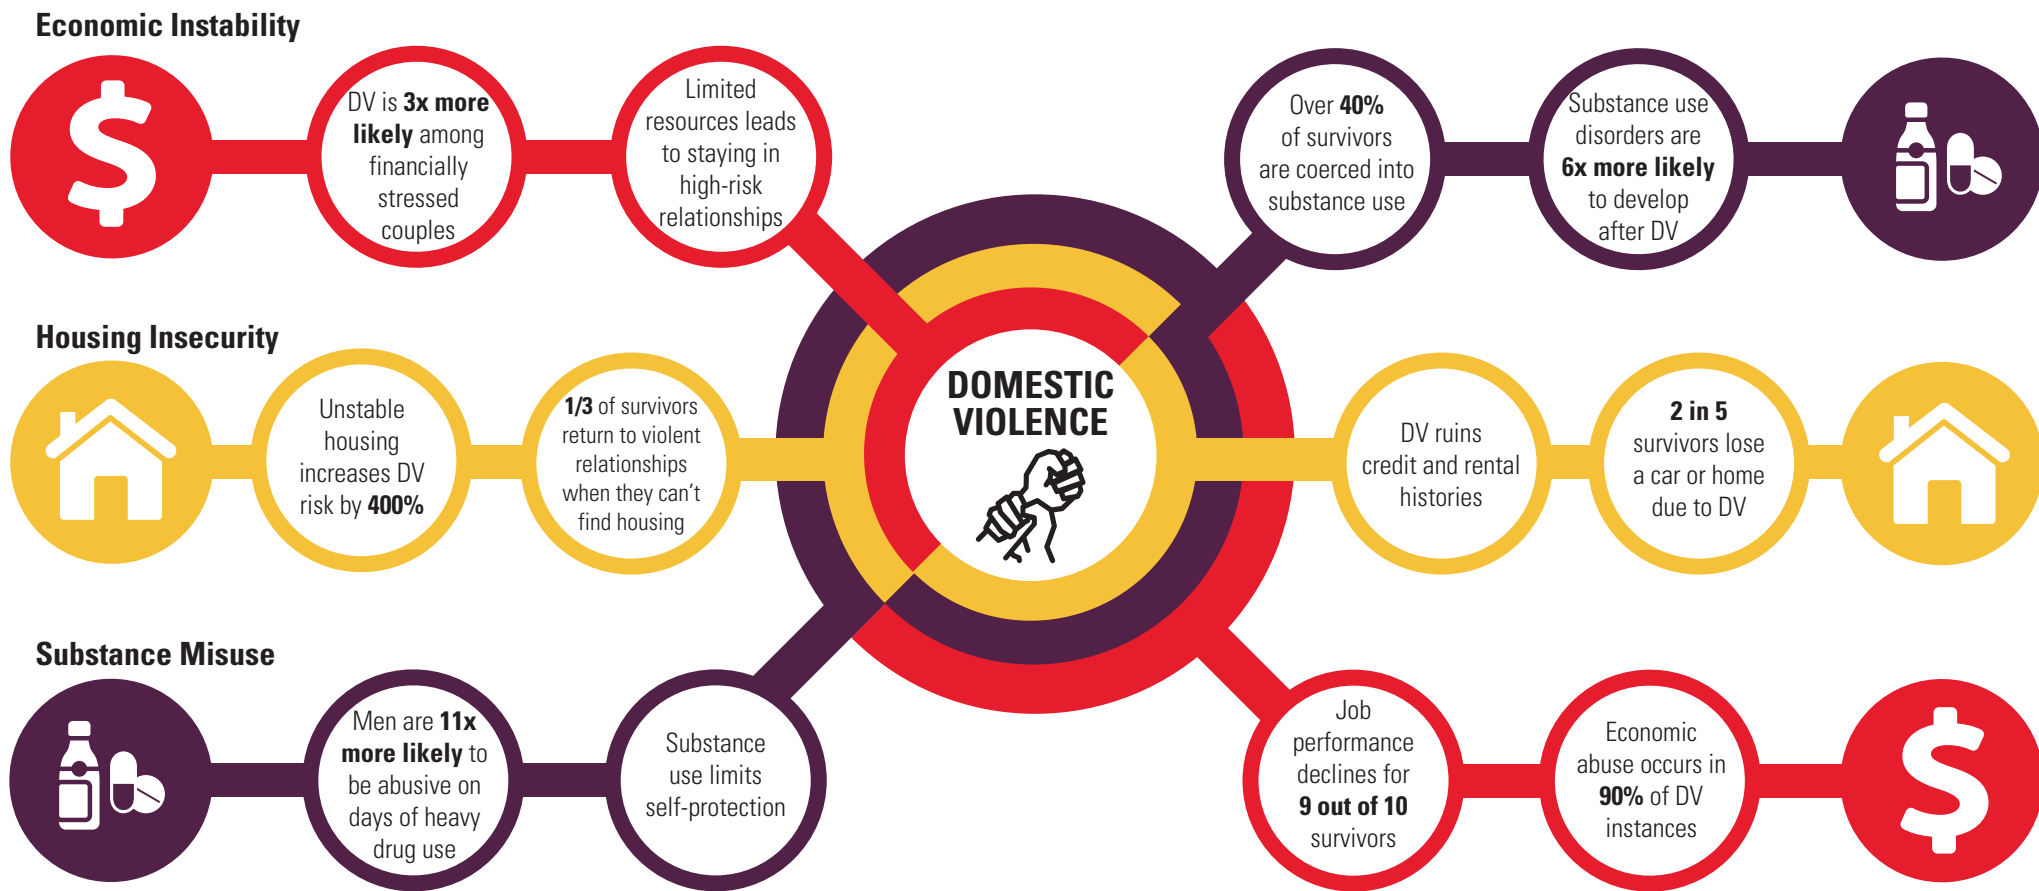 Economic Instability
DV is 3x more
likely among
financially
stressed
couples
Limited
resources leads
to staying in
high-risk
relationships
Over 40%
of survivors
are coerced into
substance use
Substance use
disorders are
6x more likely
to develop
after DV
Housing Insecurity
Unstable
housing
increases DV
risk by 400%
1/3 of survivors
return to violent
relationships
when they can't
find housing
DOMESTIC
VIOLENCE
DV ruins
credit and rental
histories
2 in 5
survivors lose
a car or home
due to DV
Substance Misuse
Men are 11x
more likely to
be abusive on
days of heavy
drug use
Substance
use limits
self-protection
Job
performance
declines for
9 out of 10
survivors
Economic
abuse occurs in
90% of DV
instances